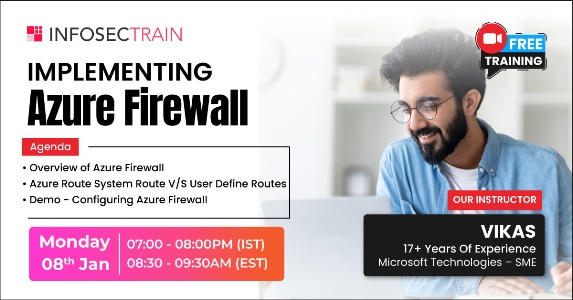 INFOSECTRAIN
FREE
TRAINING
IMPLEMENTING
Azure Firewall
Agenda
• Overview of Azure Firewall
• Azure Route System Route V/S User Define Routes
• Demo - Configuring Azure Firewall
Monday
08th Jan
07:00 - 08:00PM (IST)
08:30 - 09:30AM (EST)
OUR INSTRUCTOR
VIKAS
17+ Years Of Experience
Microsoft Technologies – SME